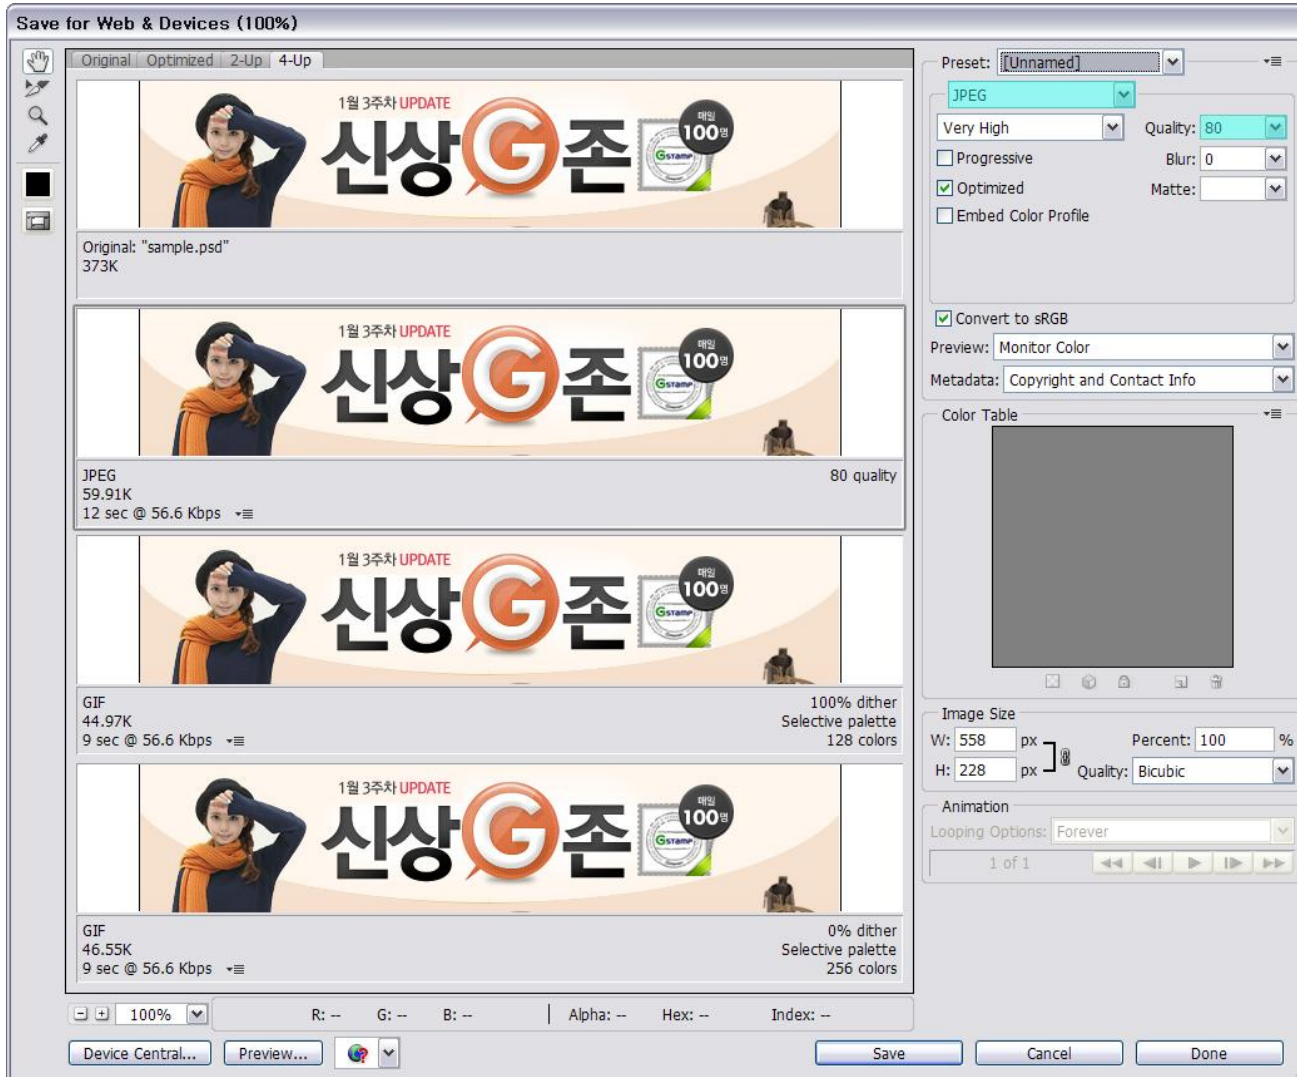 Save for Web & Devices (100%)
Original Optimized 2-Up 4-Up
1월 3주차 UPDATE
신상G존
매일
100명
Gstamp
Original: "sample.psd"
373K
1월 3주차 UPDATE
신상G존
매일
100명
Gstamp
JPEG 80 quality
59.91K
12 sec @ 56.6 Kbps
1월 3주차 UPDATE
신상G존
매일
100명
Gstamp
GIF 100% dither
44.97K Selective palette
9 sec @ 56.6 Kbps 128 colors
1월 3주차 UPDATE
신상G존
매일
100명
Gstamp
GIF 0% dither
46.55K Selective palette
9 sec @ 56.6 Kbps 256 colors
100% R: -- G: -- B: -- Alpha: -- Hex: -- Index: --
Device Central... Preview... Save Cancel Done
Preset: [Unnamed]
JPEG
Very High Quality: 80
Progressive Blur: 0
Optimized Matte:
Embed Color Profile
Convert to sRGB
Preview: Monitor Color
Metadata: Copyright and Contact Info
Color Table
Image Size
W: 558 px Percent: 100 %
H: 228 px Quality: Bicubic
Animation
Looping Options: Forever
1 of 1